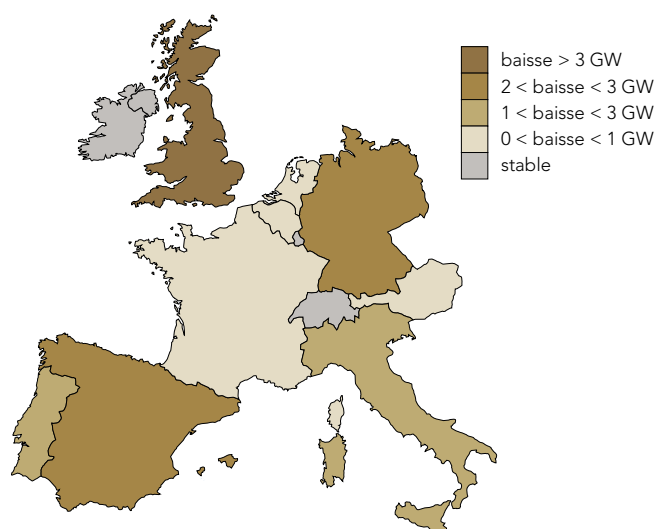 baisse > 3 GW
2 < baisse < 3 GW
1 < baisse < 3 GW
0 < baisse < 1 GW
stable